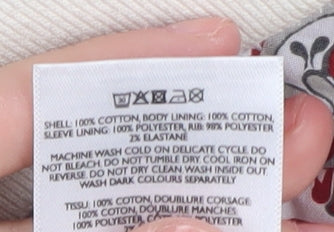 SHELL: 100% COTTON, BODY LINING: 100% COTTON,
SLEEVE LINING: 100% POLYESTER, RIB: 98% POLYESTER
2% ELASTANE
MACHINE WASH COLD ON DELICATE CYCLE. DO
NOT BLEACH. DO NOT TUMBLE DRY. COOL IRON ON
REVERSE. DO NOT DRY CLEAN. WASH INSIDE OUT.
WASH DARK COLOURS SEPARATELY
TISSU: 100% COTON, DOUBLURE CORSAGE:
100% COTON, DOUBLURE MANCHES:
100% POLYESTER,